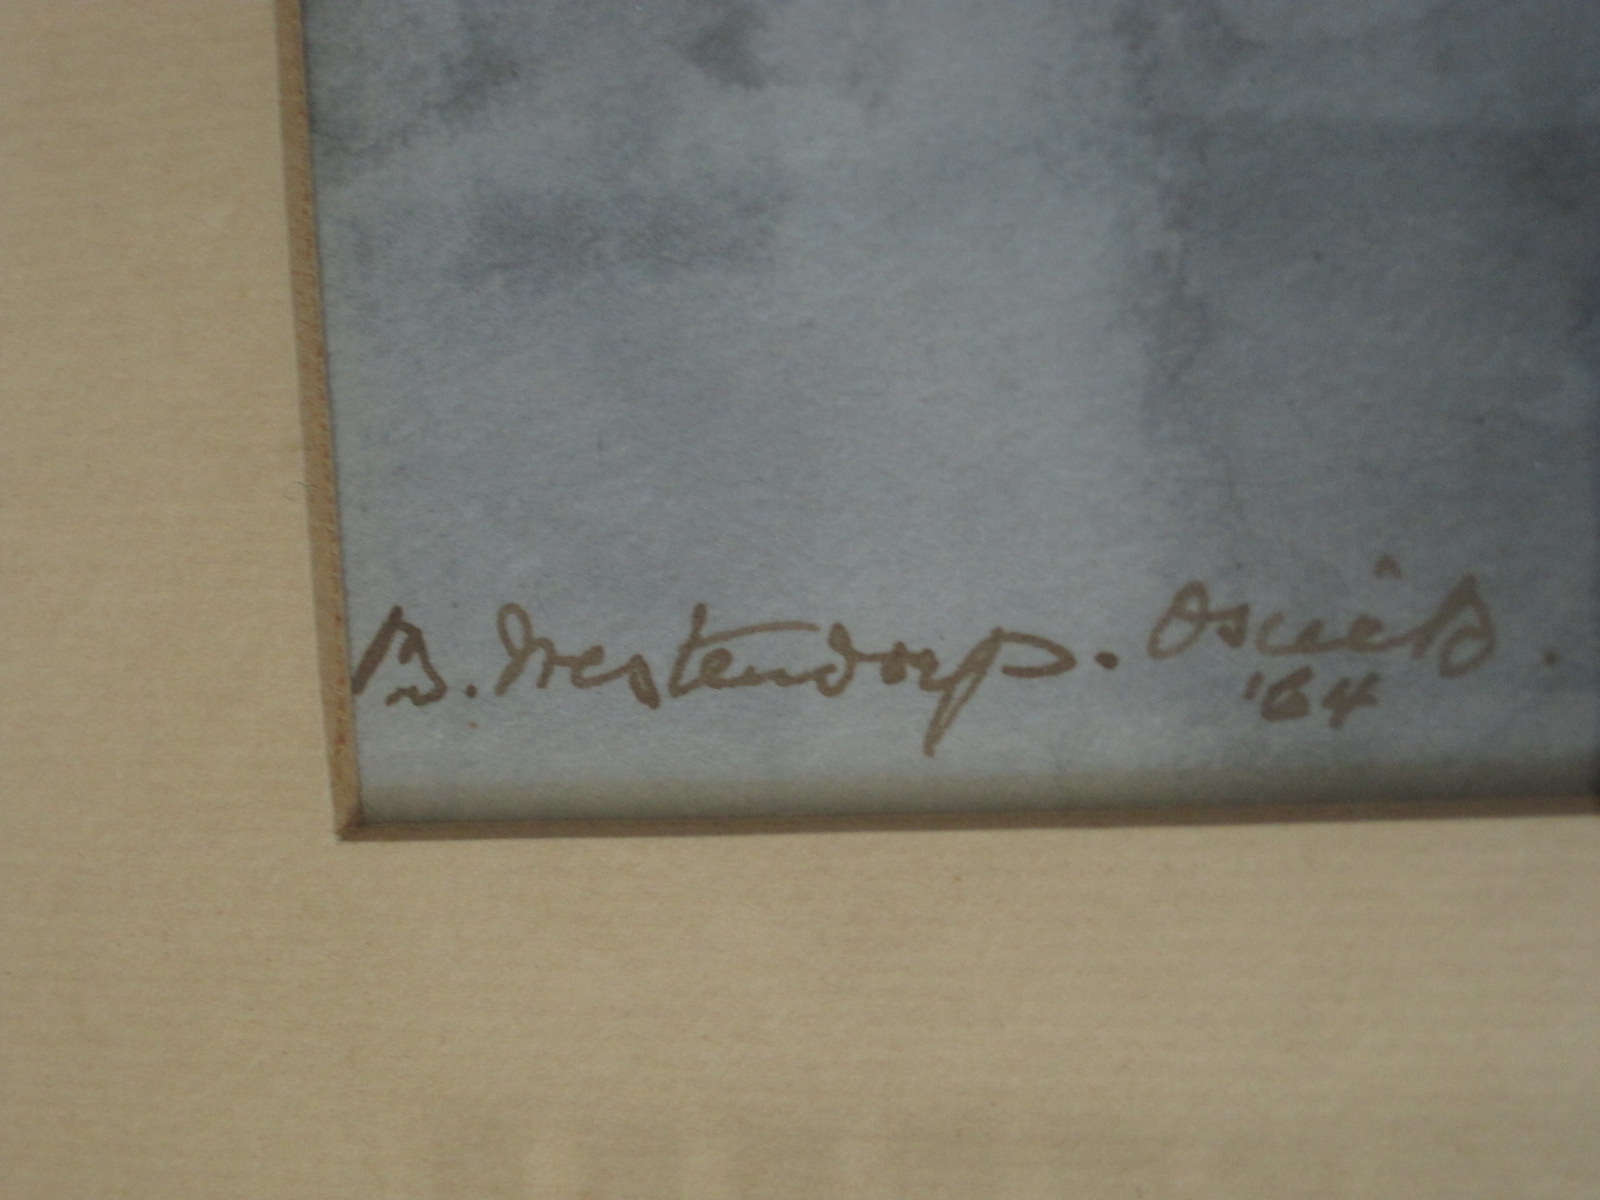 B. Westendorp. Osieck.
'64